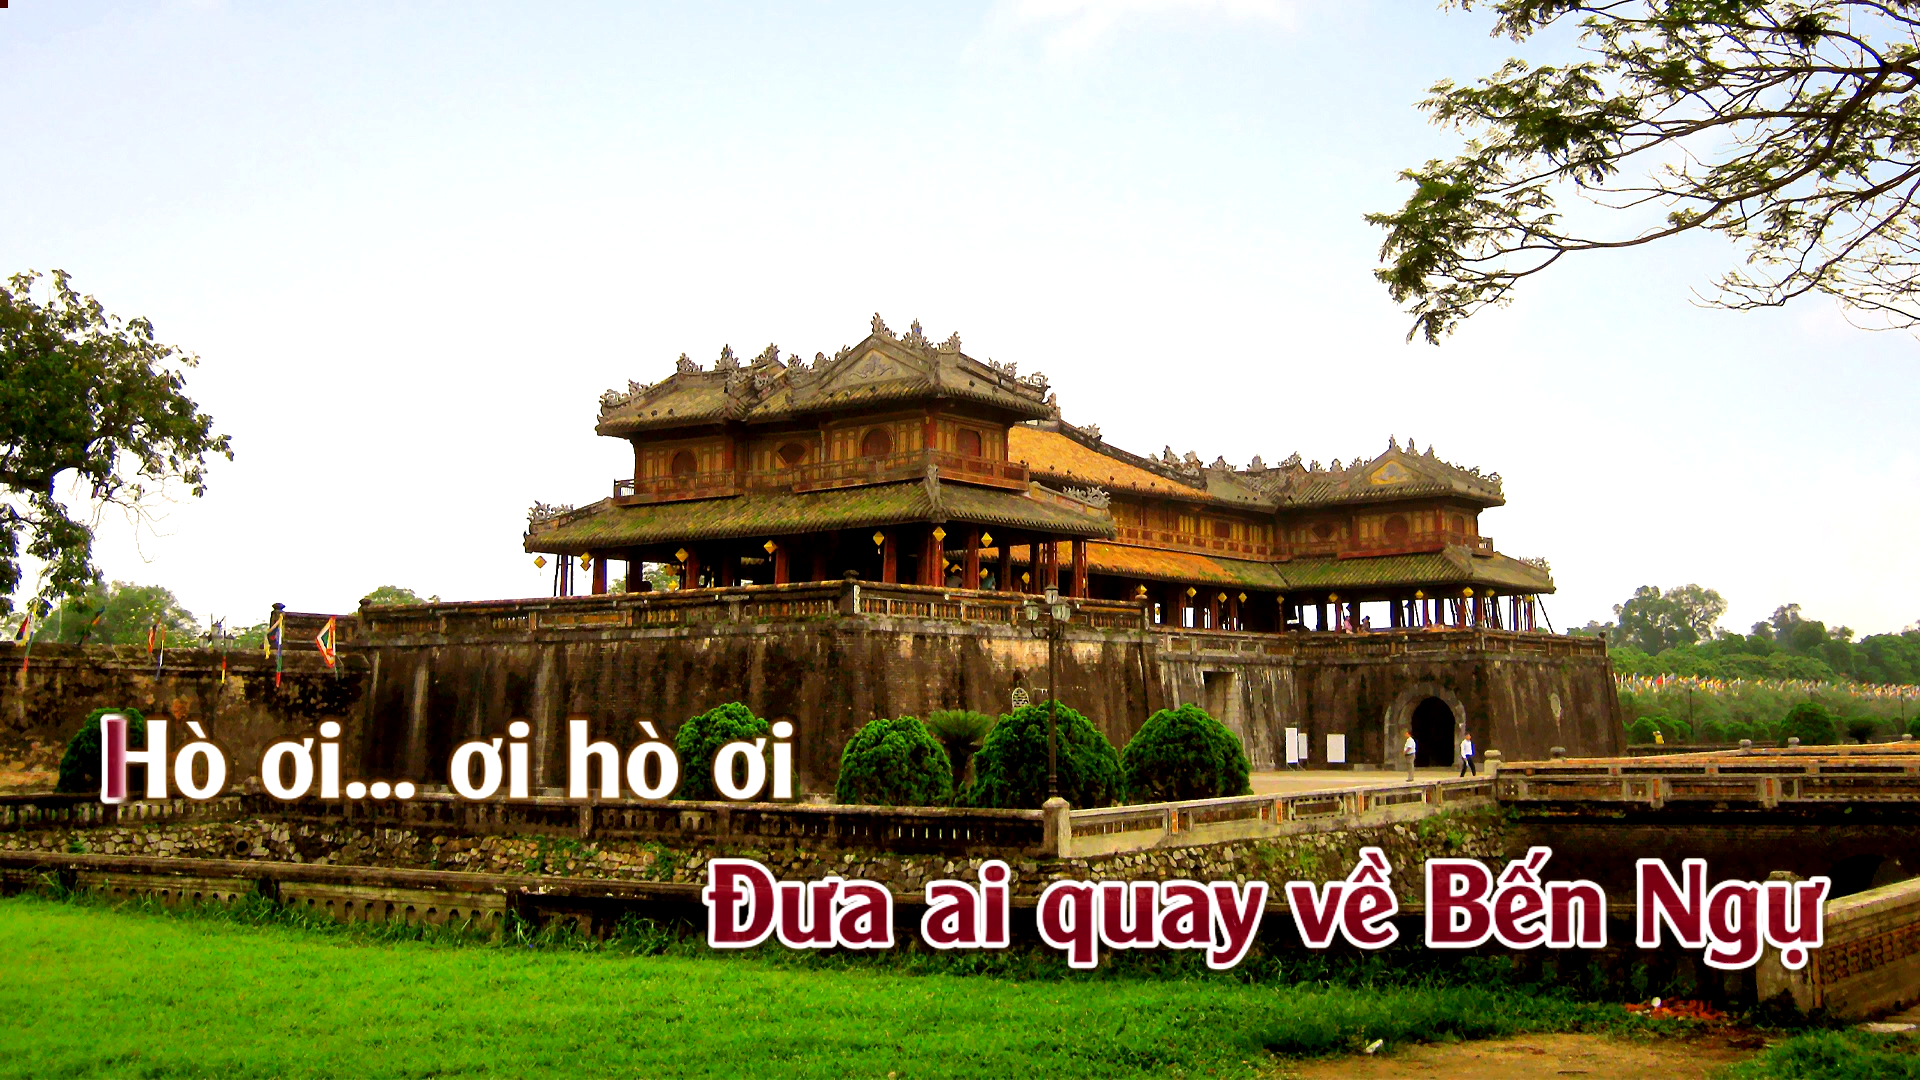 Hò ơi... ơi hò ơi
Đưa ai quay về Bến Ngự